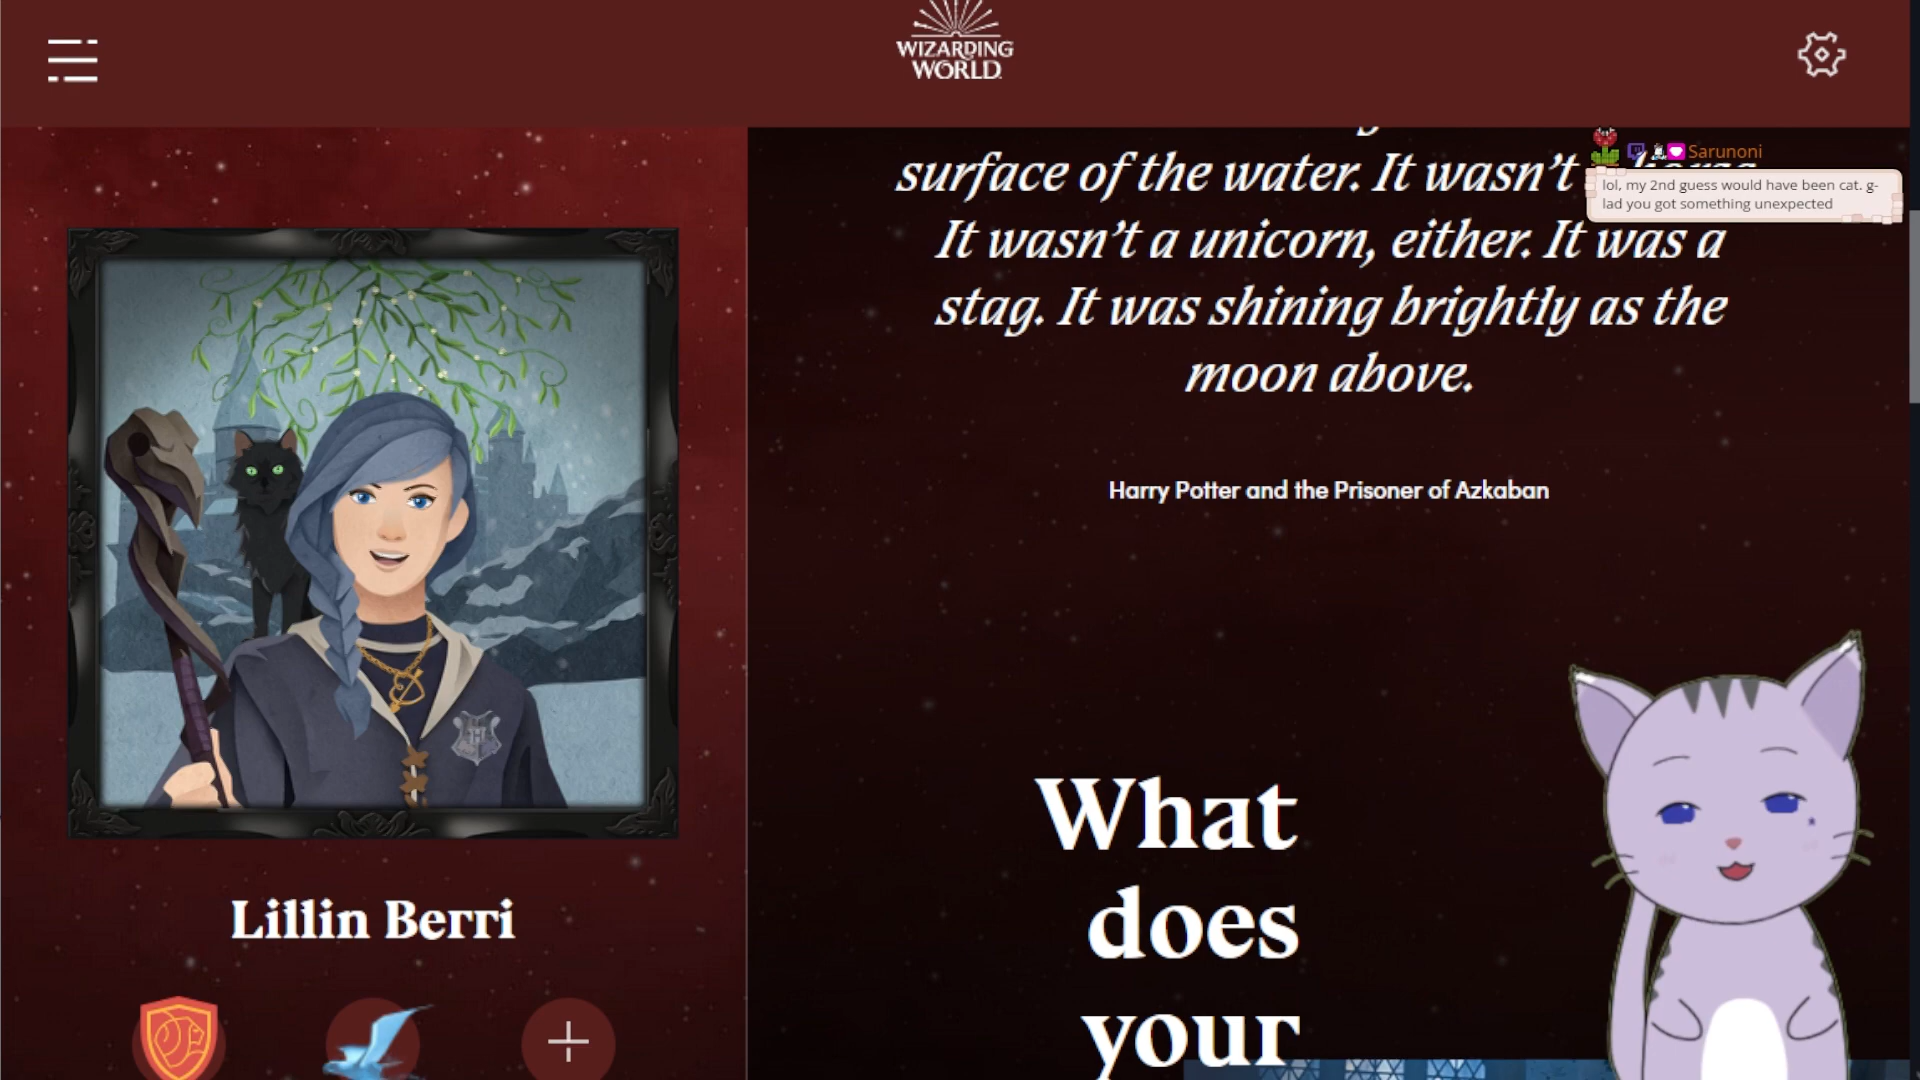 WIZARDING
WORLD
Sarunoni
lol, my 2nd guess would have been cat. g-
lad you got something unexpected
surface of the water. It wasn’t
It wasn’t a unicorn, either. It was a
stag. It was shining brightly as the
moon above.
Harry Potter and the Prisoner of Azkaban
What
does
your
Lillin Berri
H